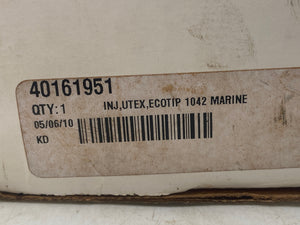 40161951
QTY:1 INJ,UTEX,ECOTIP 1042 MARINE
05/06/10
KD